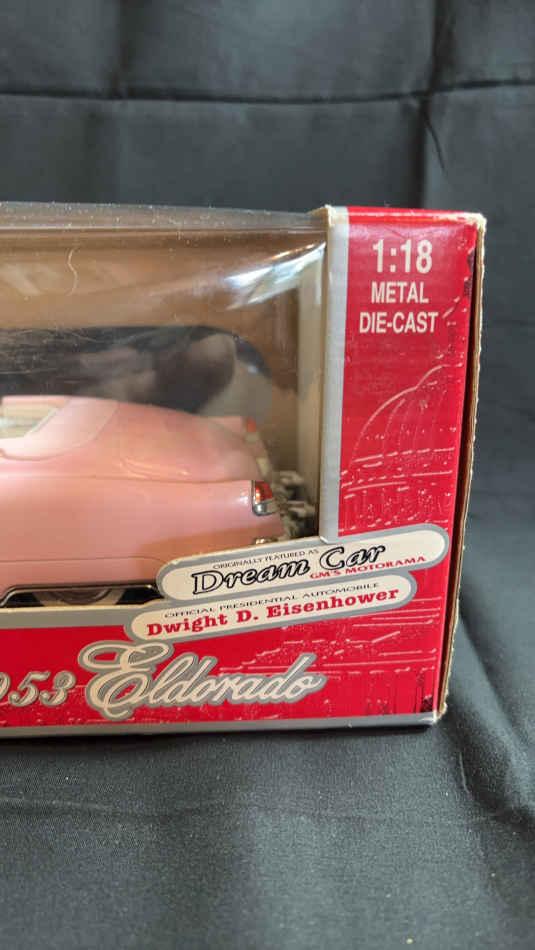 1:18
METAL
DIE-CAST
ORIGINALLY FEATURED AS
Dream Car
GM'S MOTORAMA
OFFICIAL PRESIDENTIAL AUTOMOBILE
Dwight D. Eisenhower
953 Eldorado